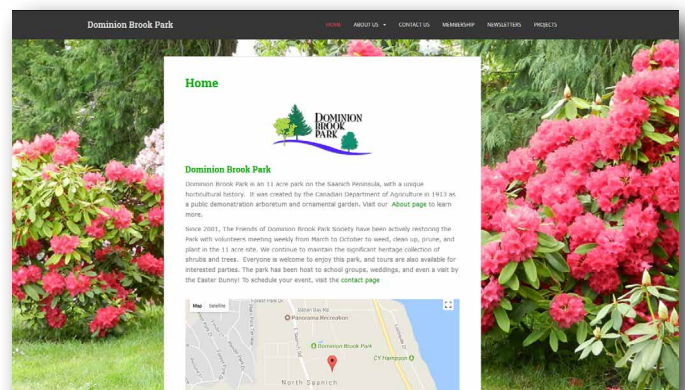 Dominion Brook Park
HOME ABOUT US CONTACT US MEMBERSHIP NEWSLETTERS PROJECTS
Home
DOMINION
BROOK
PARK
Dominion Brook Park
Dominion Brook Park is an 11 acre park on the Saanich Peninsula, with a unique
horticultural history. It was created by the Canadian Department of Agriculture in 1913 as
a public demonstration arboretum and ornamental garden. Visit our About page to learn
more.
Since 2001, The Friends of Dominion Brook Park Society have been actively restoring the
Park with volunteers meeting weekly from March to October to weed, clean up, prune, and
plant in the 11 acre site. We continue to maintain the significant heritage collection of
shrubs and trees. Everyone is welcome to enjoy this park, and tours are also available for
interested parties. The park has been host to school groups, weddings, and even a visit by
the Easter Bunny! To schedule your event, visit the contact page
Map Satellite
Forest Park Dr
Panorama Recreation
Dominion Brook Park
CY Hampson
North Saanich